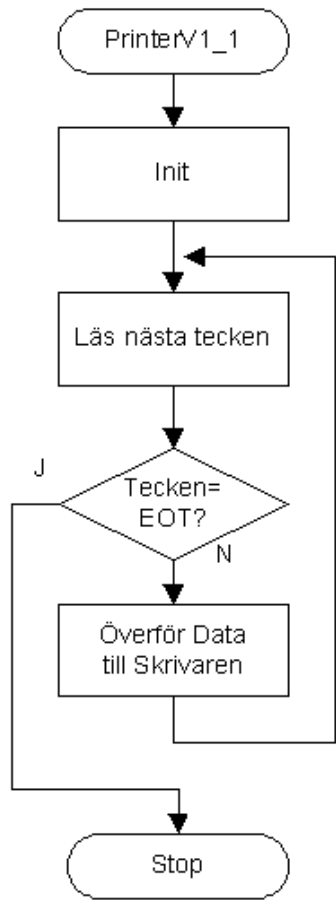 PrinterV1_1
Init
Läs nästa tecken
J
Tecken=
EOT?
N
Överför Data
till Skrivaren
Stop